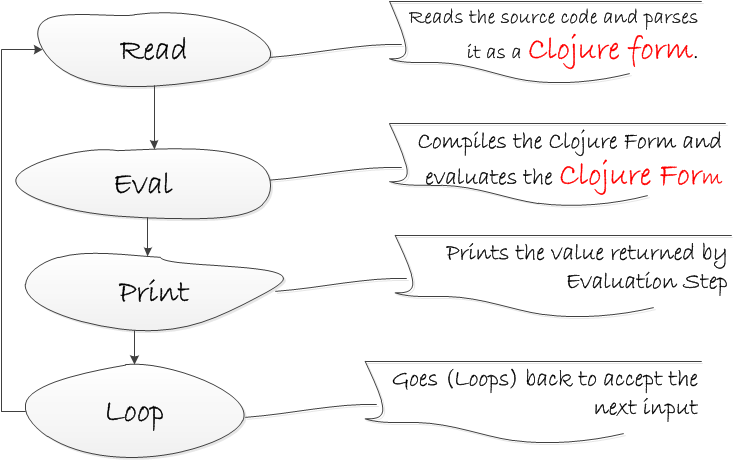 Read
Reads the source code and parses
it as a Clojure form.
Eval
Compiles the Clojure Form and
evaluates the Clojure Form
Print
Prints the value returned by
Evaluation Step
Loop
Goes (Loops) back to accept the
next input